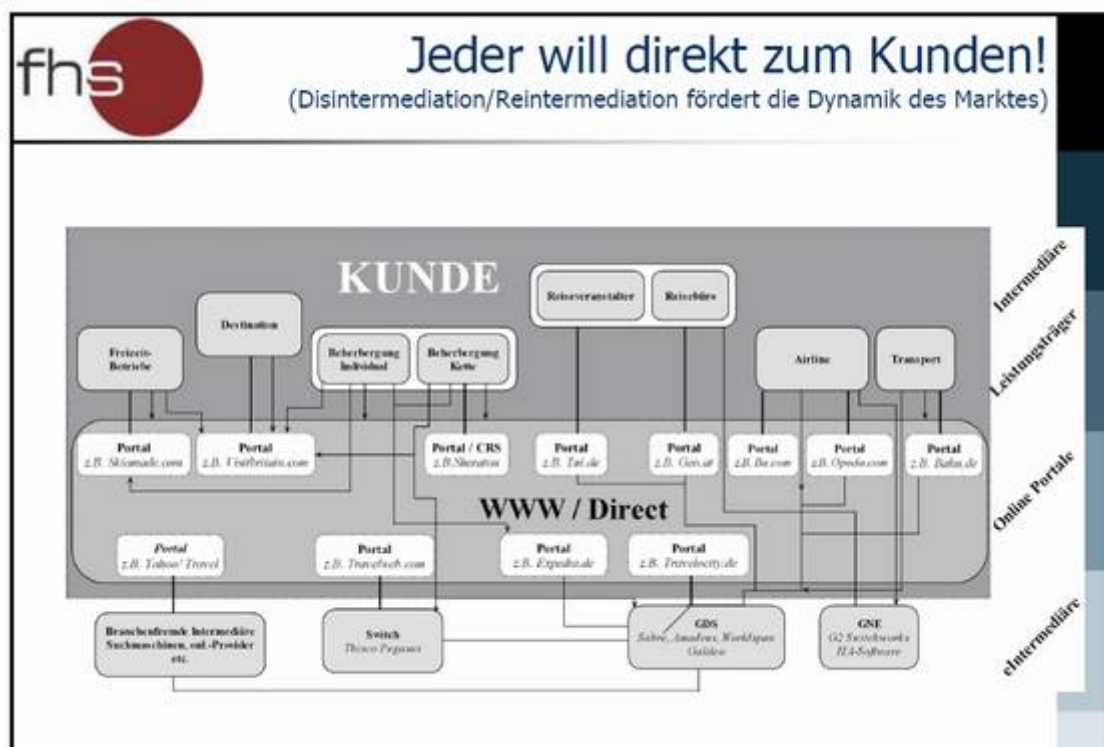 fhs
Jeder will direkt zum Kunden!
(Disintermediation/Reintermediation fördert die Dynamik des Marktes)
KUNDE
Reiseveranstalter
Reisebüro
Destination
Freizeit-
Betriebe
Beherbergung
Individual
Beherbergung
Kette
Airline
Transport
Portal
z.B. Skiamade.com
Portal
z.B. Visitbritain.com
Portal / CRS
z.B.Sheraton
Portal
z.B. Tui.de
Portal
z.B. Geo.at
Portal
z.B.Ba.com
Portal
z.B. Opodo.com
Portal
z.B. Bahn.de
WWW / Direct
Portal
z.B. Yahoo! Travel
Portal
z.B. Travelweb.com
Portal
z.B. Expedia.de
Portal
z.B. Travelocity.de
Branchenfremde Intermediäre
Suchmaschinen, onl.-Provider
etc.
Switch
Thisco Pegasus
GDS
Sabre, Amadeus, Worldspan
Galileo
GNE
G2 Switchworks
ITA-Software
Intermediäre
Leistungsträger
Online Portale
eIntermediäre